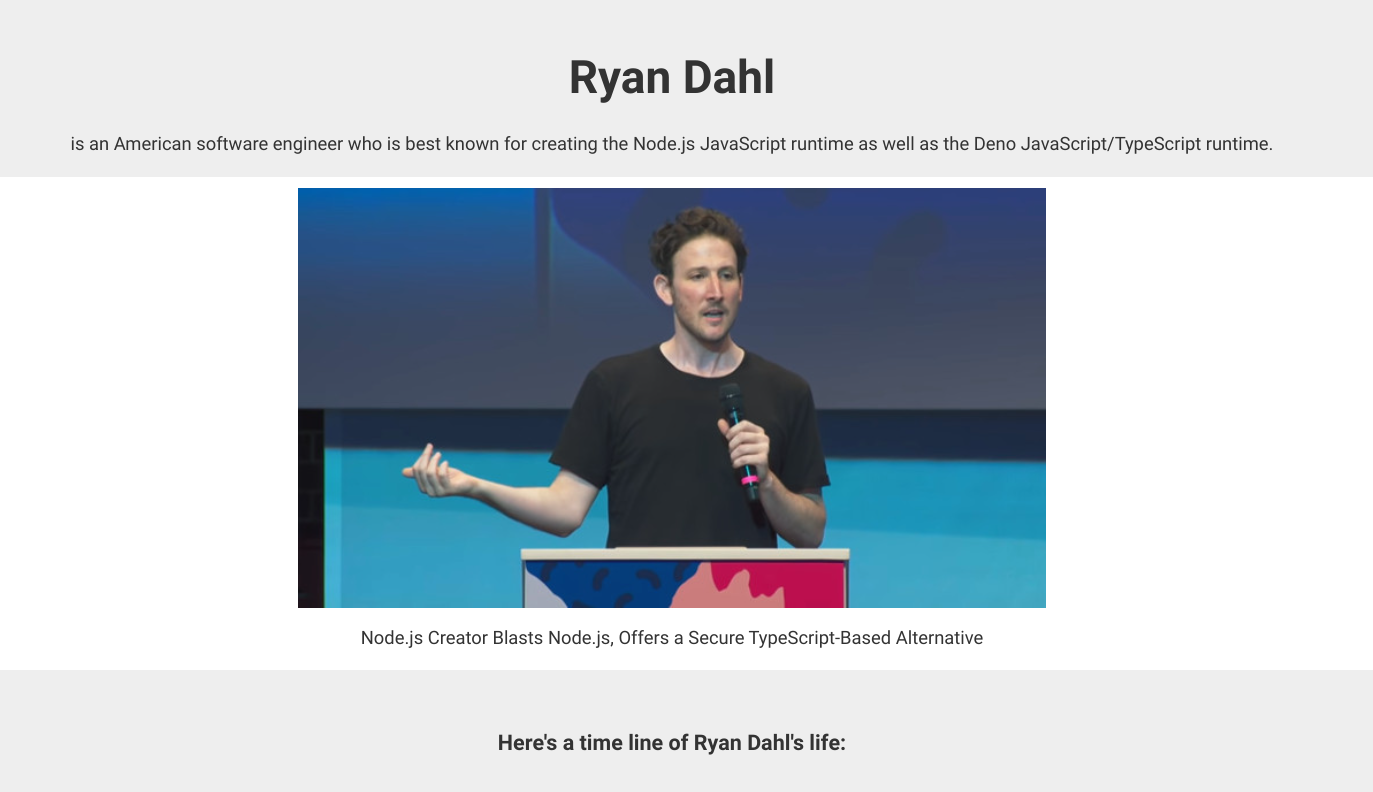 Ryan Dahl
is an American software engineer who is best known for creating the Node.js JavaScript runtime as well as the Deno JavaScript/TypeScript runtime.
Node.js Creator Blasts Node.js, Offers a Secure TypeScript-Based Alternative
Here's a time line of Ryan Dahl's life: